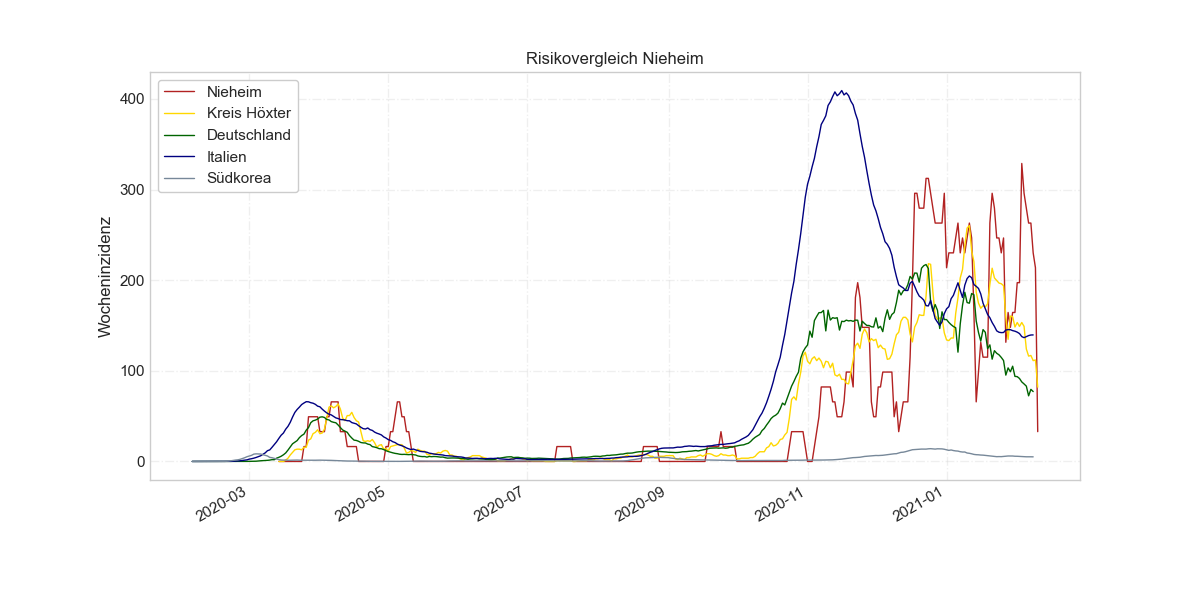 Risikovergleich Nieheim
Nieheim
Kreis Höxter
Deutschland
Italien
Südkorea
Wocheninzidenz
400
300
200
100
0
2020-03
2020-05
2020-07
2020-09
2020-11
2021-01